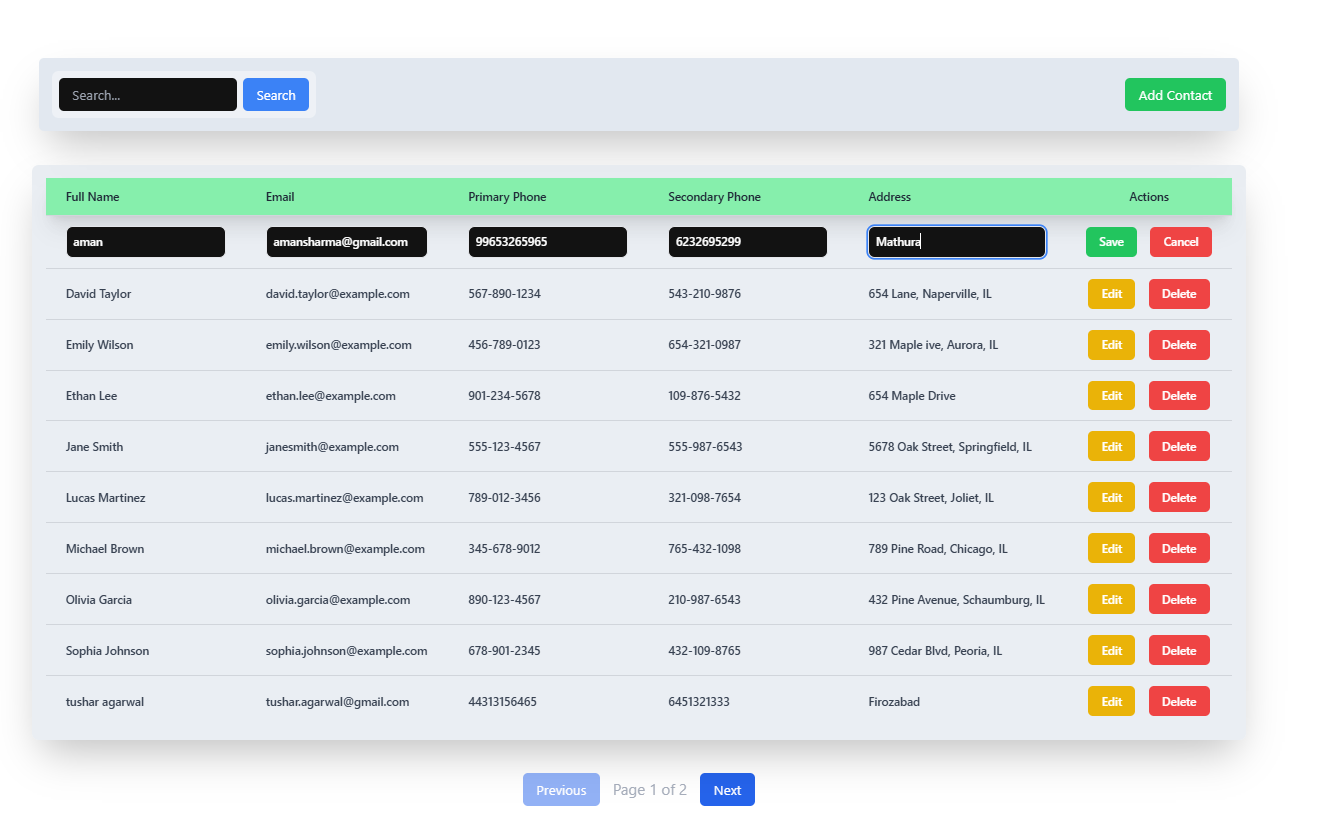 Search... Search Add Contact
Full Name Email Primary Phone Secondary Phone Address Actions
aman amansharma@gmail.com 99653265965 6232695299 Mathura Save Cancel
David Taylor david.taylor@example.com 567-890-1234 543-210-9876 654 Lane, Naperville, IL Edit Delete
Emily Wilson emily.wilson@example.com 456-789-0123 654-321-0987 321 Maple ive, Aurora, IL Edit Delete
Ethan Lee ethan.lee@example.com 901-234-5678 109-876-5432 654 Maple Drive Edit Delete
Jane Smith janesmith@example.com 555-123-4567 555-987-6543 5678 Oak Street, Springfield, IL Edit Delete
Lucas Martinez lucas.martinez@example.com 789-012-3456 321-098-7654 123 Oak Street, Joliet, IL Edit Delete
Michael Brown michael.brown@example.com 345-678-9012 765-432-1098 789 Pine Road, Chicago, IL Edit Delete
Olivia Garcia olivia.garcia@example.com 890-123-4567 210-987-6543 432 Pine Avenue, Schaumburg, IL Edit Delete
Sophia Johnson sophia.johnson@example.com 678-901-2345 432-109-8765 987 Cedar Blvd, Peoria, IL Edit Delete
tushar agarwal tushar.agarwal@gmail.com 44313156465 6451321333 Firozabad Edit Delete
Previous Page 1 of 2 Next